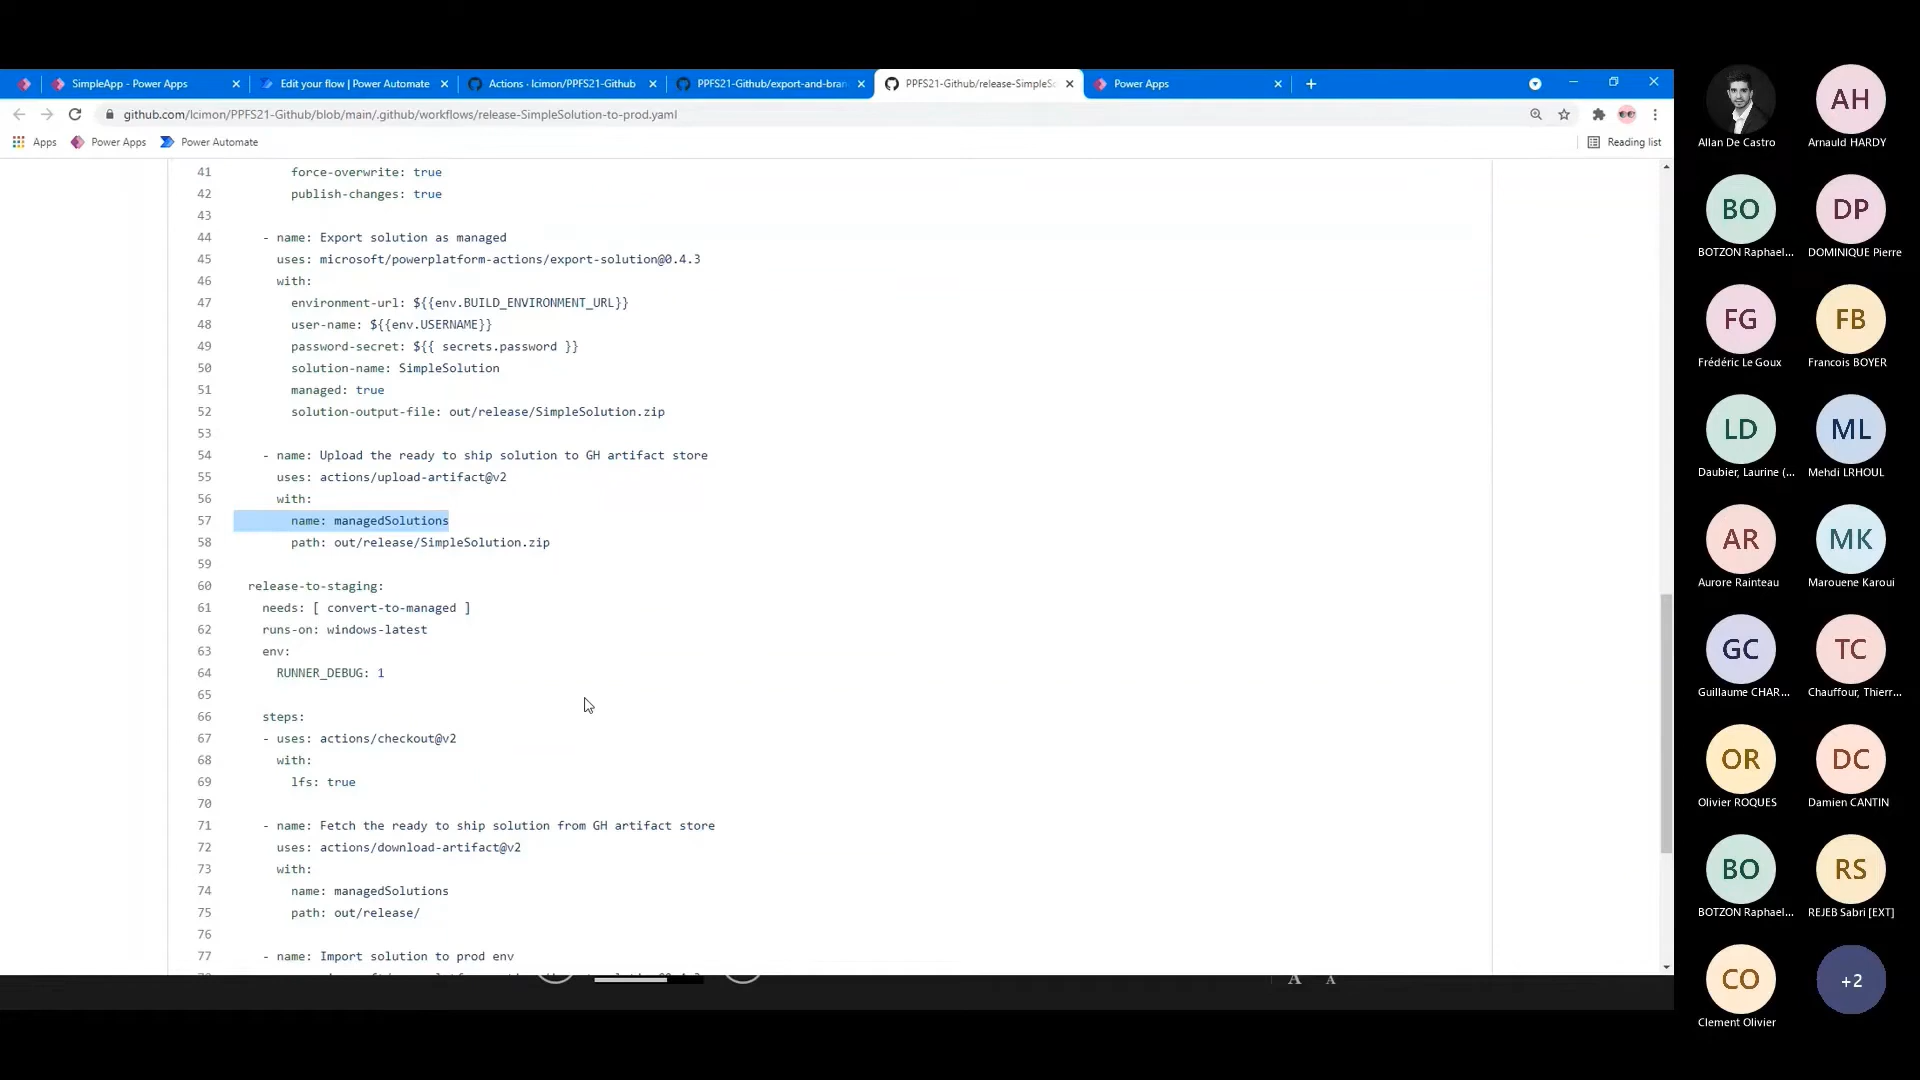 SimpleApp - Power Apps
Edit your flow | Power Automate
Actions · lcimon/PPFS21-Github
PPFS21-Github/export-and-bran
PPFS21-Github/release-SimpleSo
Power Apps
github.com/lcimon/PPFS21-Github/blob/main/.github/workflows/release-SimpleSolution-to-prod.yaml
Apps
Power Apps
Power Automate
Reading list
41 force-overwrite: true
42 publish-changes: true
43
44 - name: Export solution as managed
45 uses: microsoft/powerplatform-actions/export-solution@0.4.3
46 with:
47 environment-url: ${{env.BUILD_ENVIRONMENT_URL}}
48 user-name: ${{env.USERNAME}}
49 password-secret: ${{ secrets.password }}
50 solution-name: SimpleSolution
51 managed: true
52 solution-output-file: out/release/SimpleSolution.zip
53
54 - name: Upload the ready to ship solution to GH artifact store
55 uses: actions/upload-artifact@v2
56 with:
57 name: managedSolutions
58 path: out/release/SimpleSolution.zip
59
60 release-to-staging:
61 needs: [ convert-to-managed ]
62 runs-on: windows-latest
63 env:
64 RUNNER_DEBUG: 1
65
66 steps:
67 - uses: actions/checkout@v2
68 with:
69 lfs: true
70
71 - name: Fetch the ready to ship solution from GH artifact store
72 uses: actions/download-artifact@v2
73 with:
74 name: managedSolutions
75 path: out/release/
76
77 - name: Import solution to prod env
A A
Allan De Castro
AH
Arnauld HARDY
BO
BOTZON Raphael...
DP
DOMINIQUE Pierre
FG
Frédéric Le Goux
FB
Francois BOYER
LD
Daubier, Laurine (...
ML
Mehdi LRHOUL
AR
Aurore Rainteau
MK
Marouene Karoui
GC
Guillaume CHAR...
TC
Chauffour, Thierr...
OR
Olivier ROQUES
DC
Damien CANTIN
BO
BOTZON Raphael...
RS
REJEB Sabri [EXT]
CO
Clement Olivier
+2